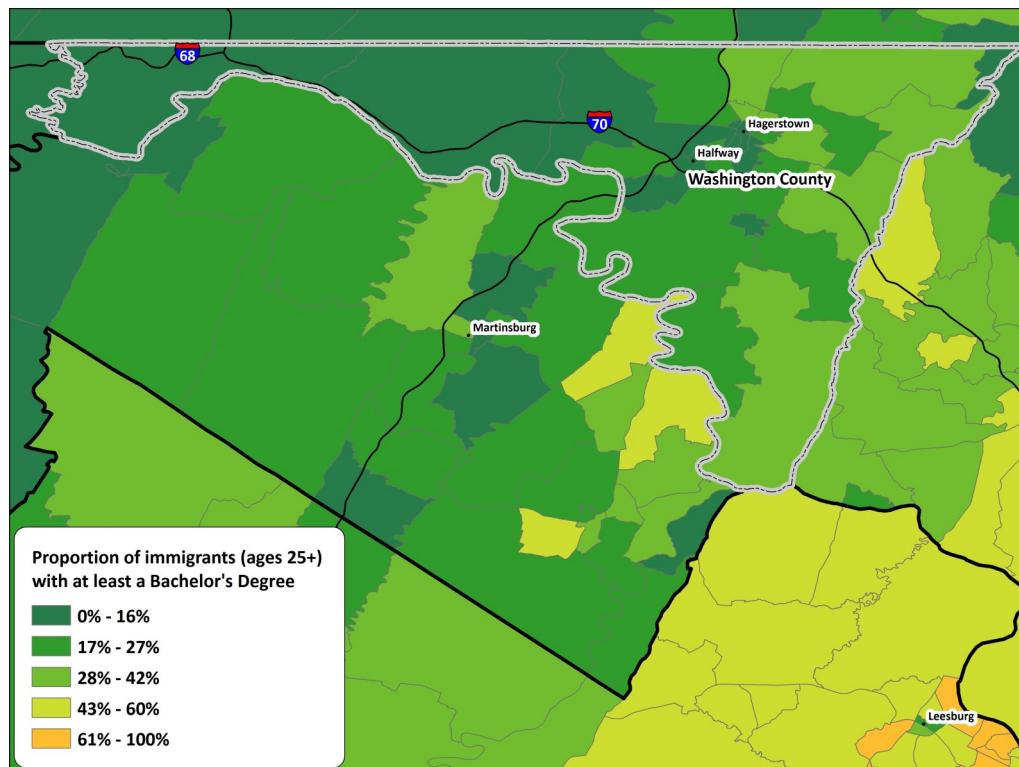 68
70
Hagerstown
Halfway
Washington County
Martinsburg
Proportion of immigrants (ages 25+)
with at least a Bachelor's Degree
0% - 16%
17% - 27%
28% - 42%
43% - 60%
61% - 100%
Leesburg